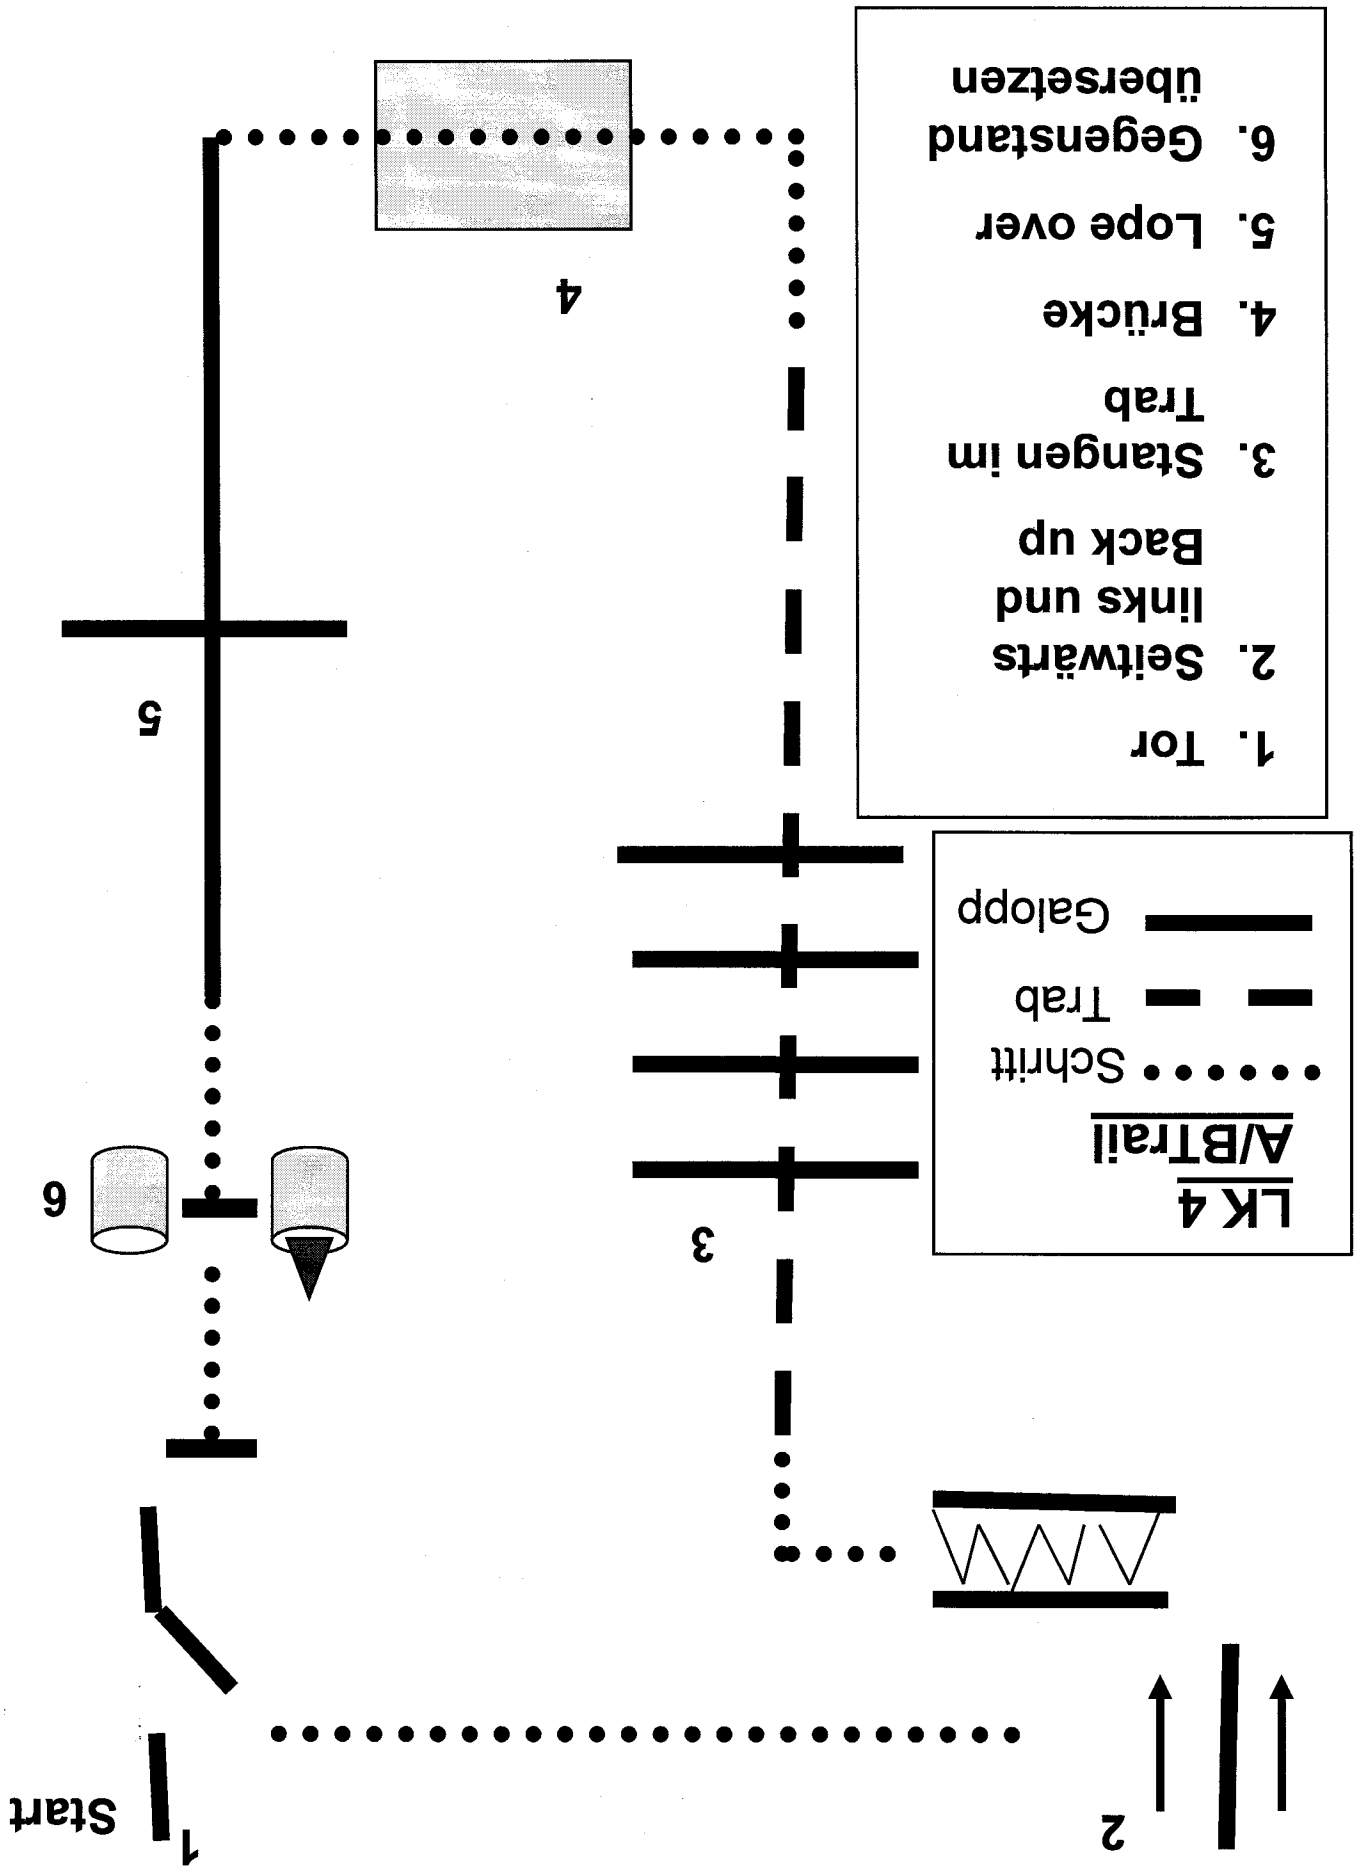 2
1
Start
LK 4
A/BTrail
Schritt
Trab
Galopp
3
6
1. Tor
2. Seitwärts
links und
Back up
3. Stangen im
Trab
4. Brücke
5. Lope over
6. Gegenstand
übersetzen
5
4